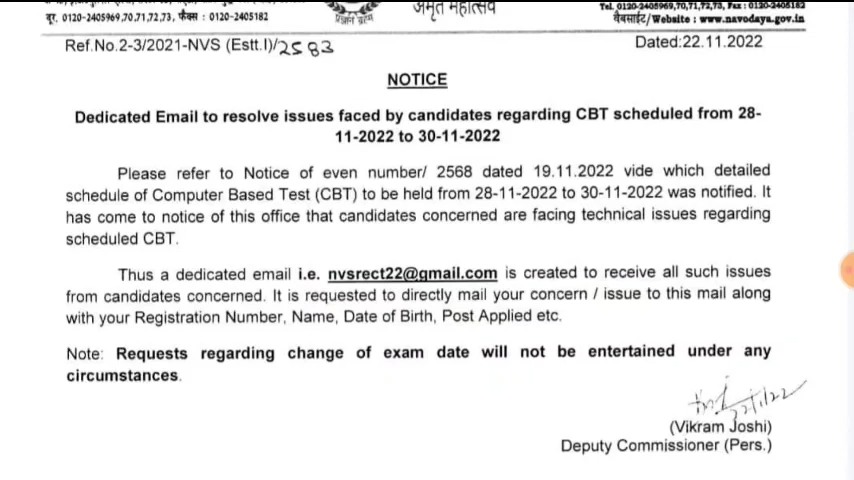 दूर. 0120-2405969,70,71,72,73, फैक्स : 0120-2405182
अमृत महोत्सव
Tel. 0120-2405969,70,71,72,73, Fax : 0120-2405182
वेबसाईट/Website : www.navodaya.gov.in
Ref.No.2-3/2021-NVS (Estt.I)/2583
Dated:22.11.2022
NOTICE
Dedicated Email to resolve issues faced by candidates regarding CBT scheduled from 28-
11-2022 to 30-11-2022
Please refer to Notice of even number/ 2568 dated 19.11.2022 vide which detailed
schedule of Computer Based Test (CBT) to be held from 28-11-2022 to 30-11-2022 was notified. It
has come to notice of this office that candidates concerned are facing technical issues regarding
scheduled CBT.
Thus a dedicated email i.e. nvsrect22@gmail.com is created to receive all such issues
from candidates concerned. It is requested to directly mail your concern / issue to this mail along
with your Registration Number, Name, Date of Birth, Post Applied etc.
Note: Requests regarding change of exam date will not be entertained under any
circumstances.
22/11/22
(Vikram Joshi)
Deputy Commissioner (Pers.)